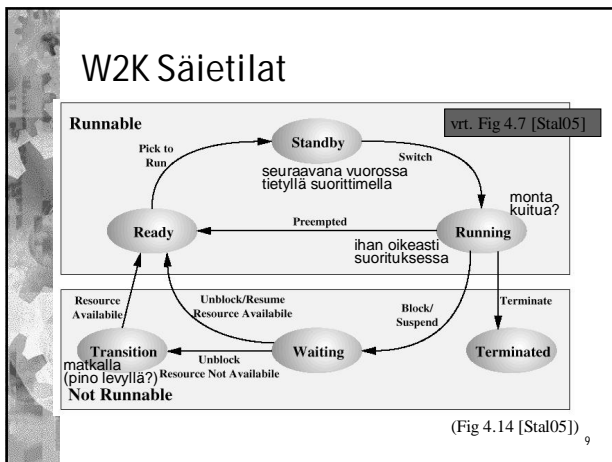 W2K Säietilat
Runnable
vrt. Fig 4.7 [Stal05]
Pick to
Run
Standby
Switch
seuraavana vuorossa
tietyllä suorittimella
monta
kuitua?
Ready
Preempted
Running
ihan oikeasti
suorituksessa
Resource
Availabile
Unblock/Resume
Resource Availabile
Block/
Suspend
Terminate
Transition
Unblock
Resource Not Availabile
Waiting
Terminated
matkalla
(pino levyllä?)
Not Runnable
(Fig 4.14 [Stal05])
9